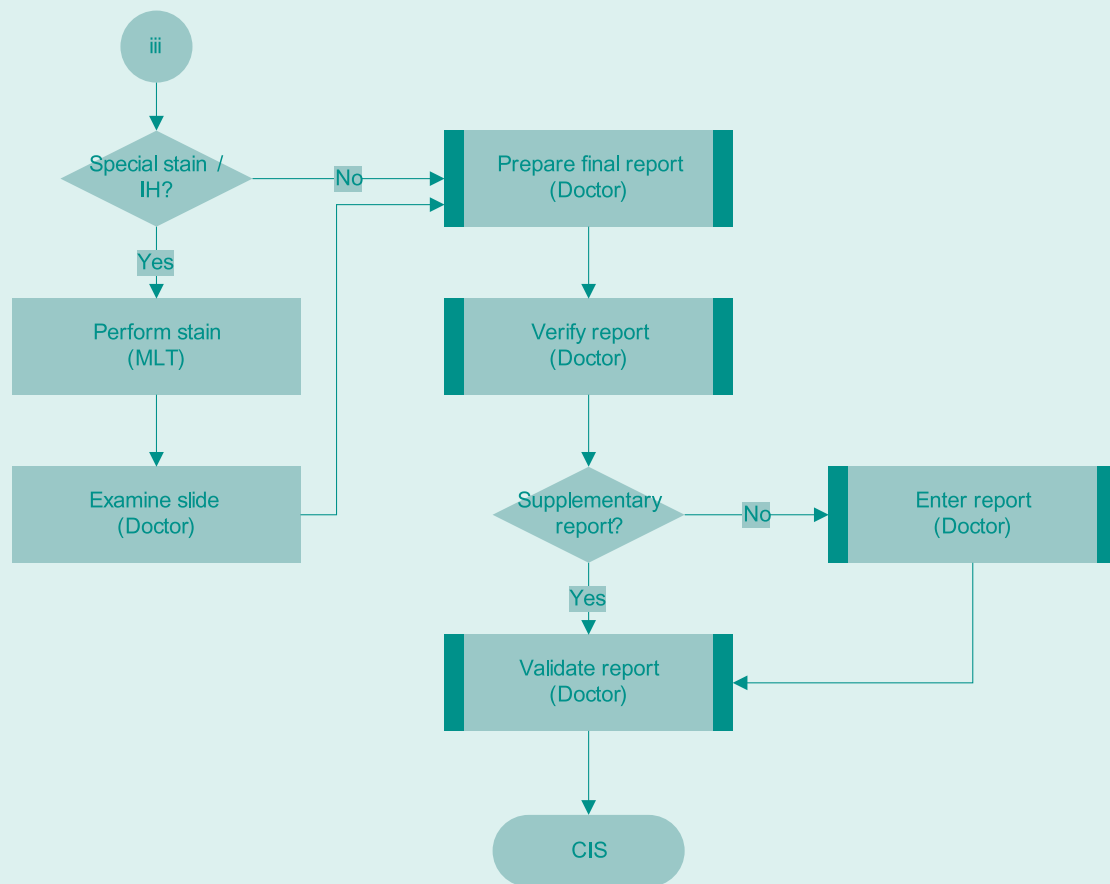 iii
Special stain /
IH?
No
Yes
Perform stain
(MLT)
Examine slide
(Doctor)
Prepare final report
(Doctor)
Verify report
(Doctor)
Supplementary
report?
No
Enter report
(Doctor)
Yes
Validate report
(Doctor)
CIS